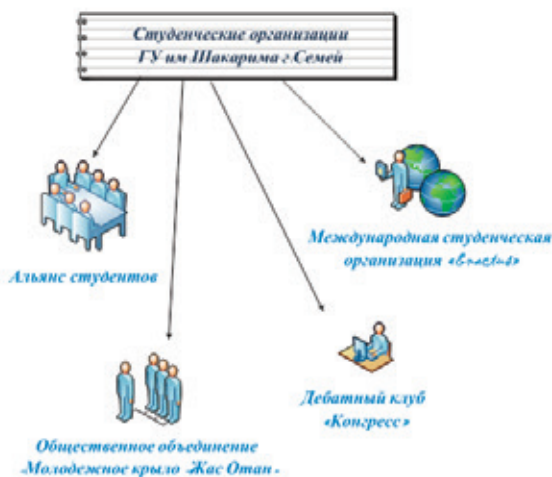 Студенческие организации
ГУ им Шакарима г.Семей
Альянс студентов
Международная студенческая
организация «Enactus»
Дебатный клуб
«Конгресс»
Общественное объединение
«Молодежное крыло «Жас Отан»